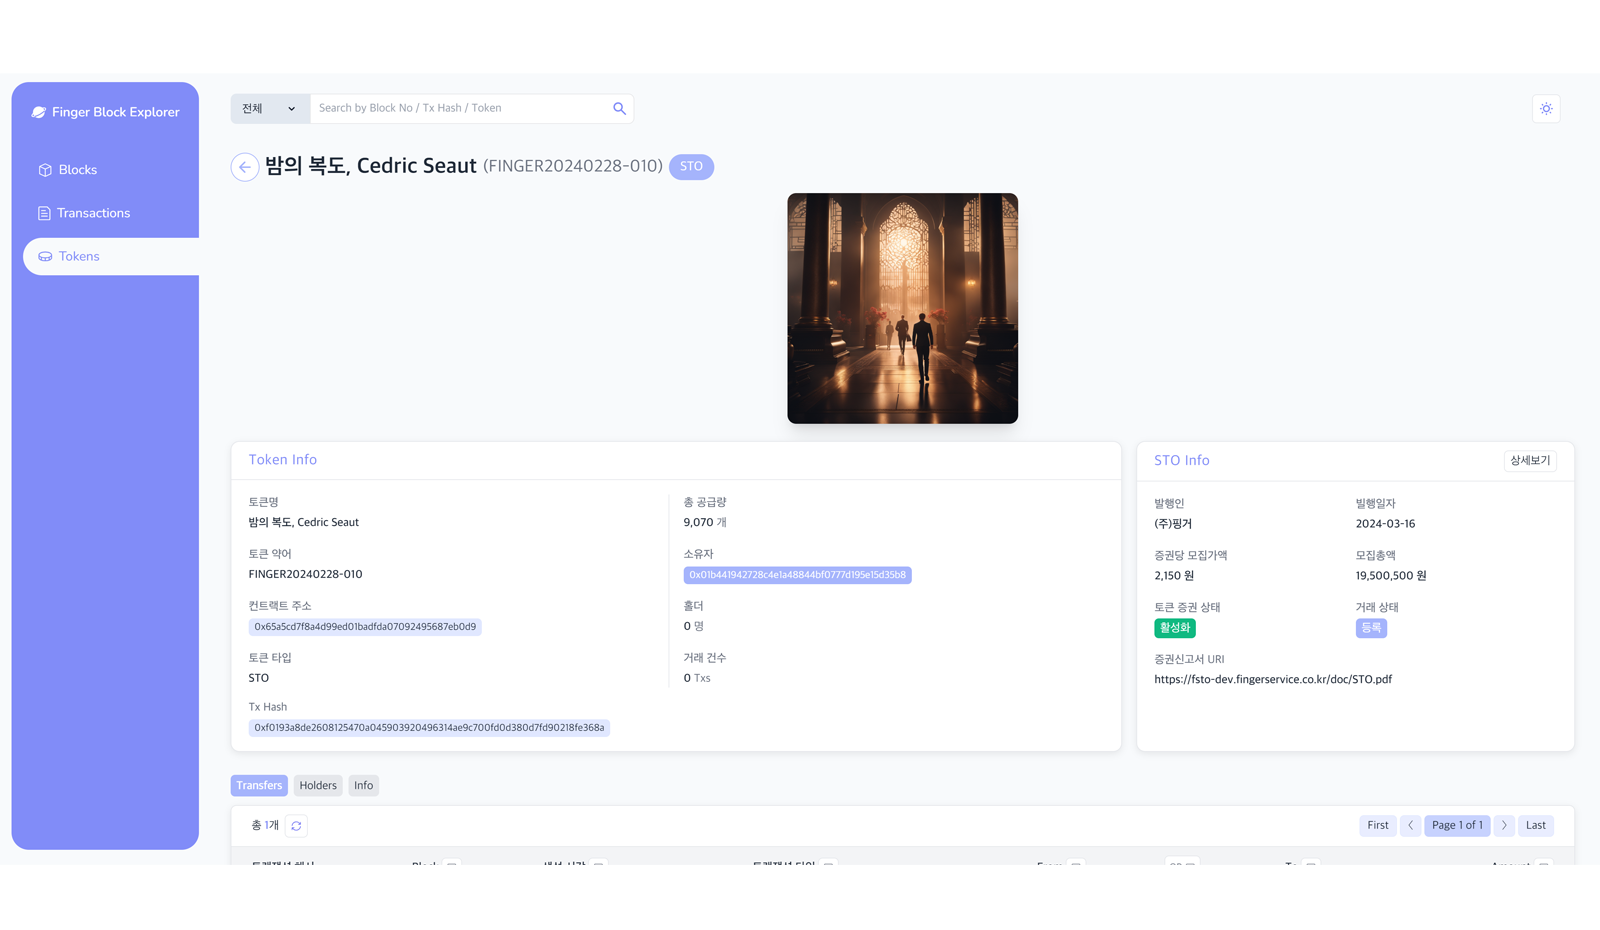 Finger Block Explorer
Blocks
Transactions
Tokens
전체
Search by Block No / Tx Hash / Token
밤의 복도, Cedric Seaut (FINGER20240228-010) STO
Token Info
토큰명
밤의 복도, Cedric Seaut
토큰 약어
FINGER20240228-010
컨트랙트 주소
0x65a5cd7f8a4d99ed01badfda07092495687eb0d9
토큰 타입
STO
Tx Hash
0xf0193a8de2608125470a045903920496314ae9c700fd0d380d7fd90218fe368a
총 공급량
9,070 개
소유자
0x01b441942728c4e1a48844bf0777d195e15d35b8
홀더
0 명
거래 건수
0 Txs
STO Info
상세보기
발행인
(주)핑거
빌행일자
2024-03-16
증권당 모집가액
2,150 원
모집총액
19,500,500 원
토큰 증권 상태
활성화
거래 상태
등록
증권신고서 URI
https://fsto-dev.fingerservice.co.kr/doc/STO.pdf
Transfers Holders Info
총 1개
First Page 1 of 1 Last